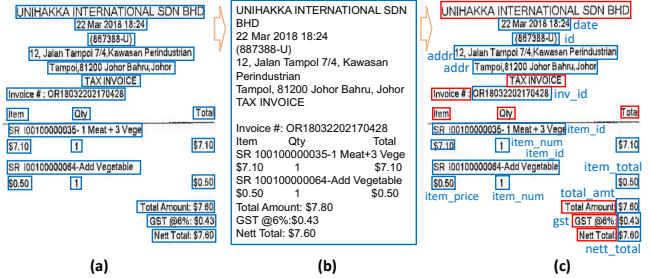 UNIHAKKA INTERNATIONAL SDN BHD
22 Mar 2018 18:24
(867388-U)
12, Jalan Tampol 7/4,Kawasan Perindustrian
Tampol,81200 Johor Bahru,Johor
TAX INVOICE
Invoice # : OR18032202170428
Item Qty Total
SR I00100000035- 1 Meat + 3 Vege
$7.10 1 $7.10
SR I00100000064-Add Vegetable
$0.50 1 $0.50
Total Amount: $7.60
GST @6%: $0.43
Nett Total: $7.60
(a)
UNIHAKKA INTERNATIONAL SDN
BHD
22 Mar 2018 18:24
(887388-U)
12, Jalan Tampol 7/4, Kawasan
Perindustrian
Tampol, 81200 Johor Bahru, Johor
TAX INVOICE
Invoice #: OR18032202170428
Item Qty Total
SR 100100000035-1 Meat+3 Vege
$7.10 1 $7.10
SR 100100000064-Add Vegetable
$0.50 1 $0.50
Total Amount: $7.80
GST @6%:$0.43
Nett Total: $7.60
(b)
UNIHAKKA INTERNATIONAL SDN BHD
22 Mar 2018 18:24 date
(867388-U) id
addr 12, Jalan Tampol 7/4,Kawasan Perindustrian
addr Tampol,81200 Johor Bahru,Johor
TAX INVOICE
Invoice # : OR18032202170428 inv_id
Item Qty Total
SR I00100000035- 1 Meat + 3 Vege item_id
$7.10 1 item_num $7.10
item_id
SR I00100000064-Add Vegetable item_total
$0.50 1 $0.50
item_price item_num total_amt
Total Amount: $7.60
gst GST @6%: $0.43
Nett Total: $7.60
nett_total
(c)